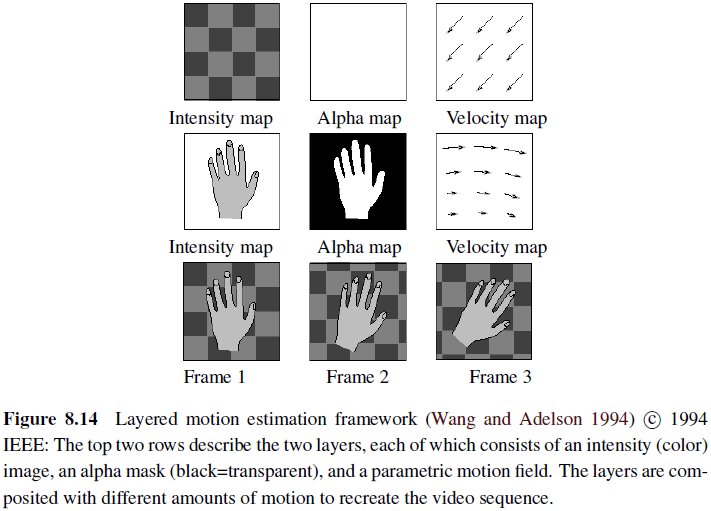 Intensity map Alpha map Velocity map
Intensity map Alpha map Velocity map
Frame 1 Frame 2 Frame 3
Figure 8.14 Layered motion estimation framework (Wang and Adelson 1994) © 1994
IEEE: The top two rows describe the two layers, each of which consists of an intensity (color)
image, an alpha mask (black=transparent), and a parametric motion field. The layers are com-
posited with different amounts of motion to recreate the video sequence.